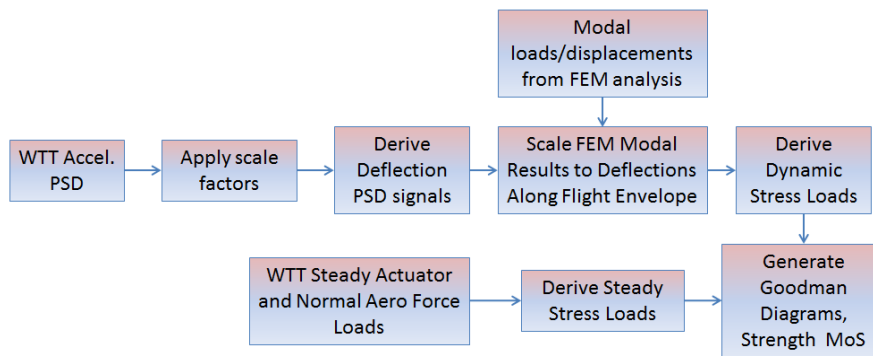 Modal
loads/displacements
from FEM analysis
WTT Accel.
PSD
Apply scale
factors
Derive
Deflection
PSD signals
Scale FEM Modal
Results to Deflections
Along Flight Envelope
Derive
Dynamic
Stress Loads
WTT Steady Actuator
and Normal Aero Force
Loads
Derive Steady
Stress Loads
Generate
Goodman
Diagrams,
Strength MoS